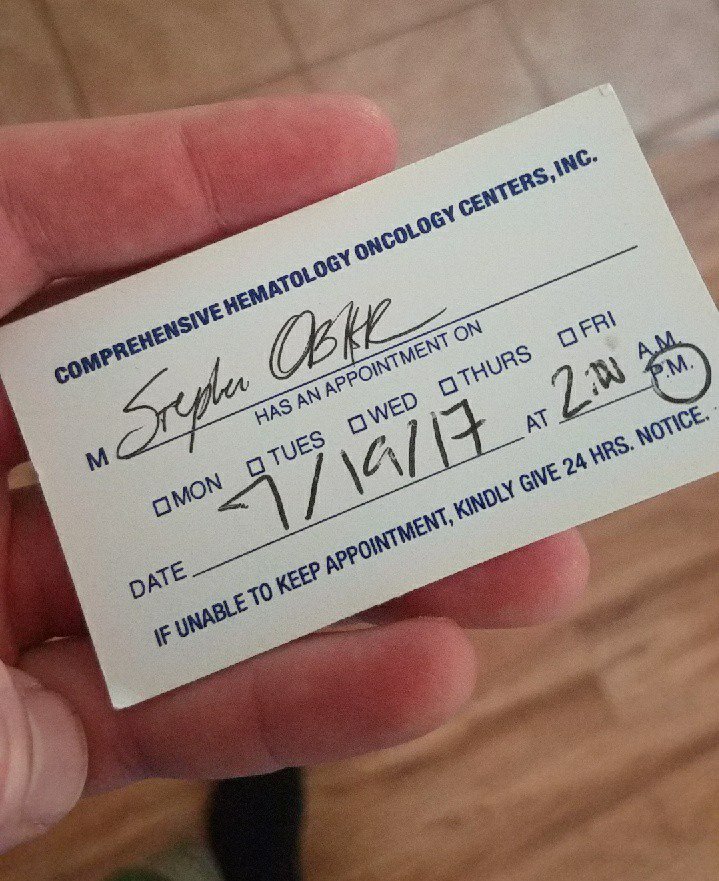 COMPREHENSIVE HEMATOLOGY ONCOLOGY CENTERS, INC.
M Stephen
HAS AN APPOINTMENT ON
MON TUES WED THURS FRI
DATE 7/19/17 AT 2:00 A.M. P.M.
IF UNABLE TO KEEP APPOINTMENT, KINDLY GIVE 24 HRS. NOTICE.